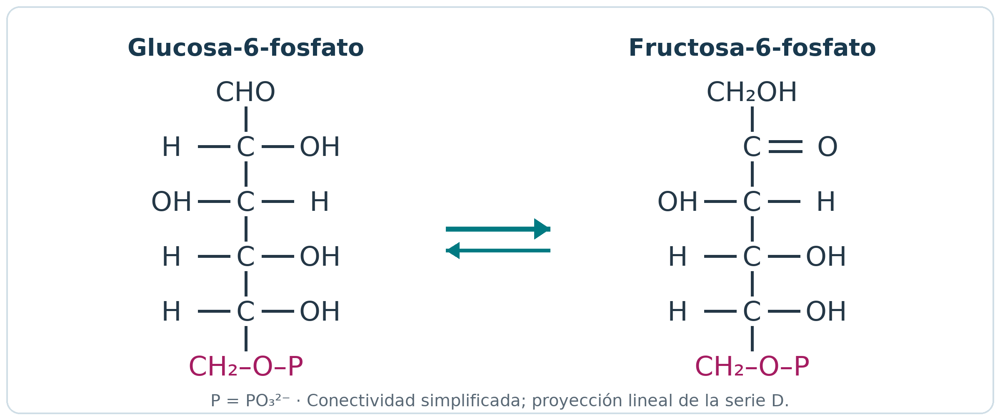 Glucosa-6-fosfato Fructosa-6-fosfato
CHO CH₂OH
H C OH C O
OH C H OH C H
H C OH H C OH
H C OH H C OH
CH₂–O–P CH₂–O–P
P = PO₃²⁻ · Conectividad simplificada; proyección lineal de la serie D.